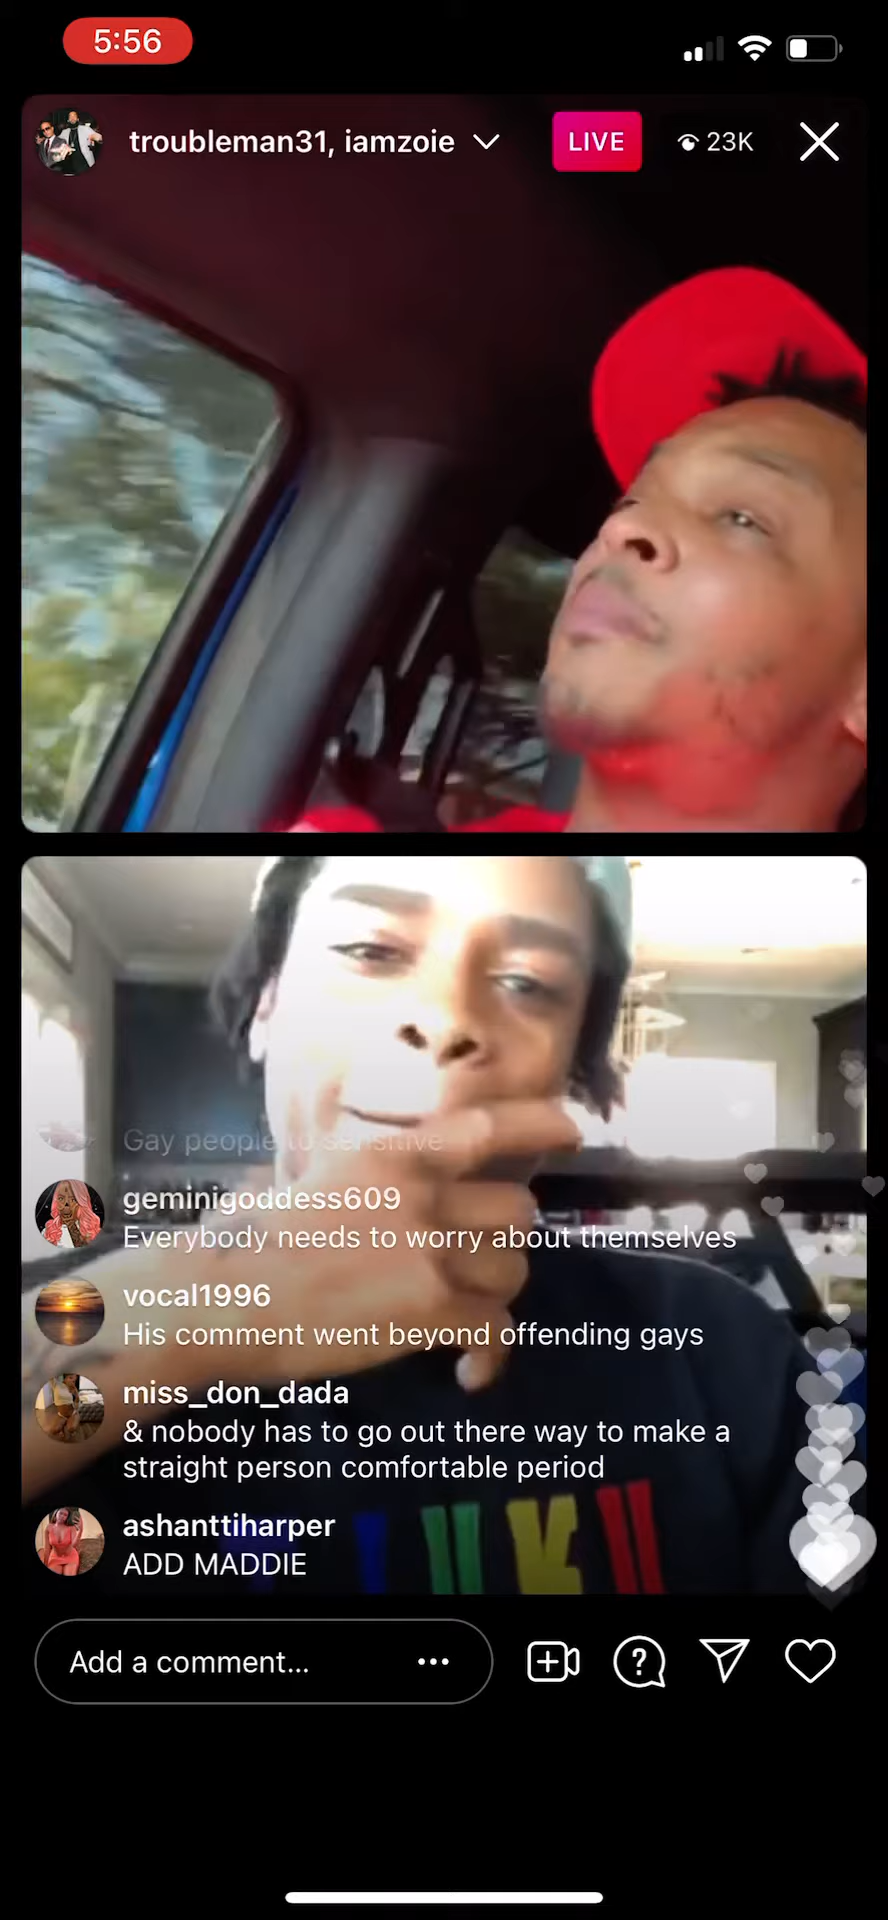 5:56
troubleman31, iamzoie
LIVE
23K
Gay people to sensitive
geminigoddess609
Everybody needs to worry about themselves
vocal1996
His comment went beyond offending gays
miss_don_dada
& nobody has to go out there way to make a
straight person comfortable period
ashanttiharper
ADD MADDIE
Add a comment...